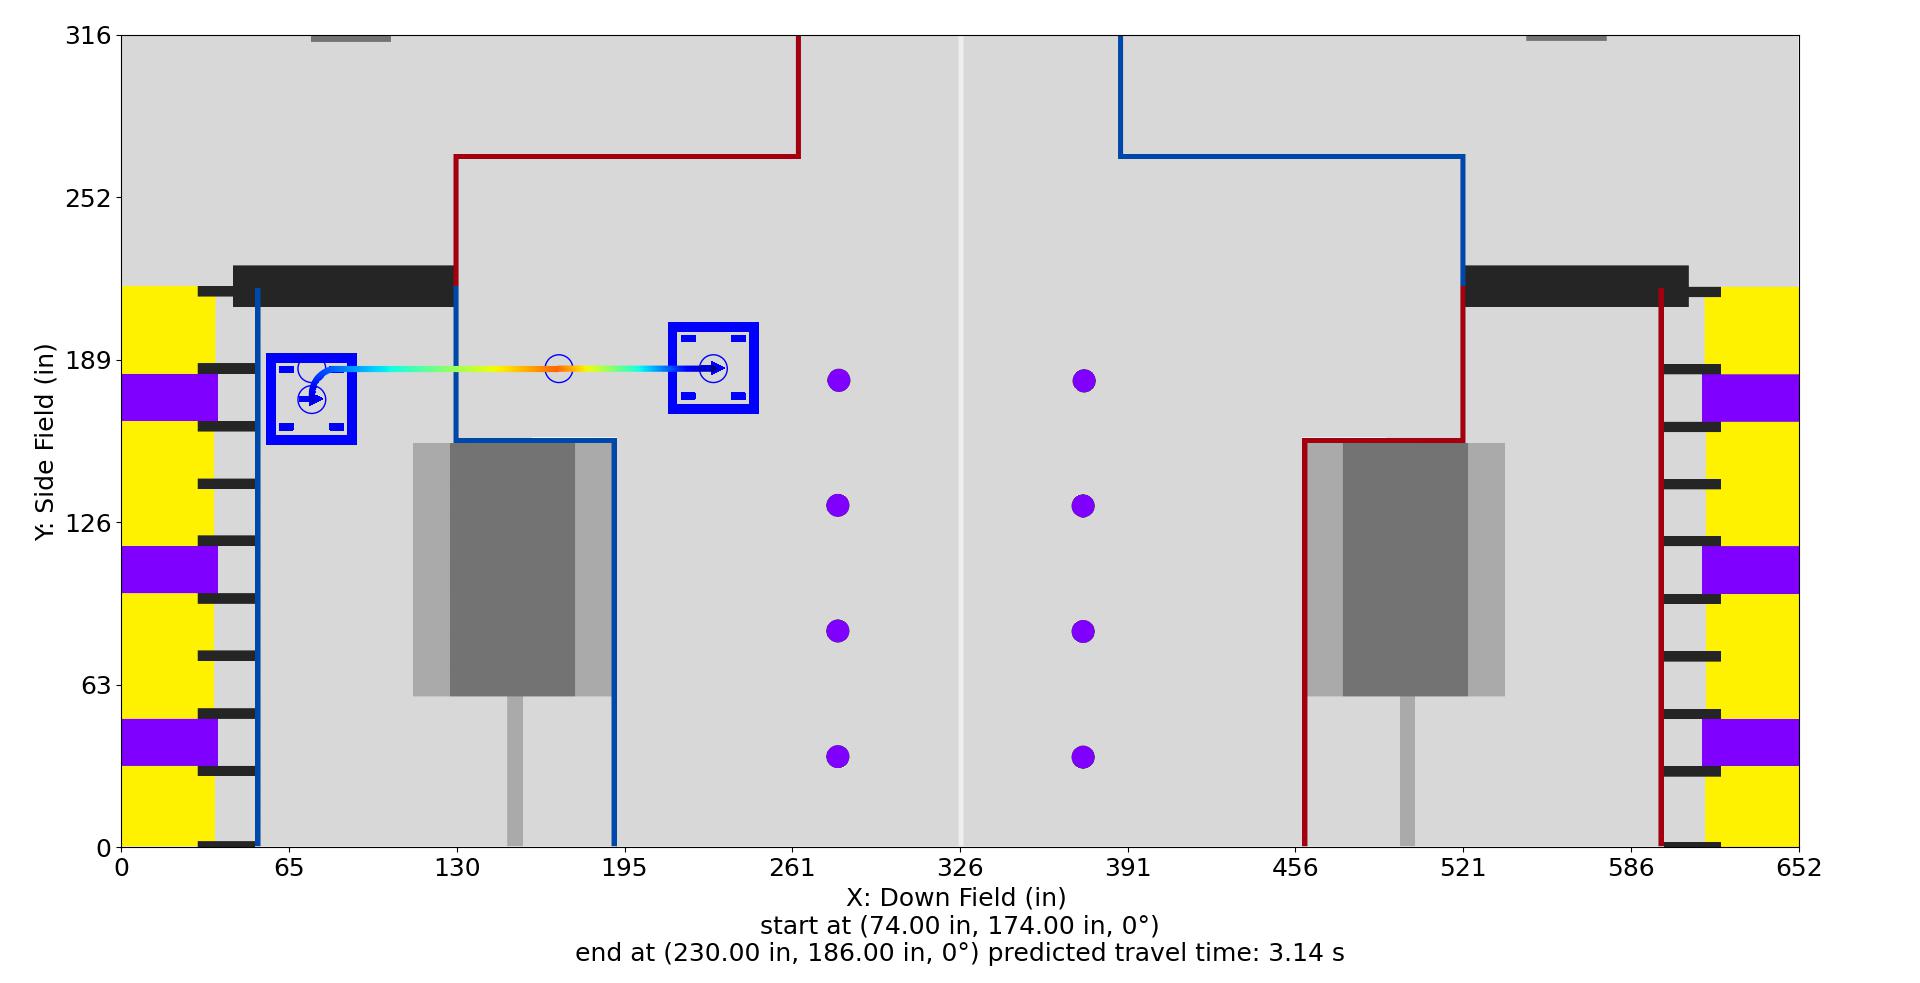 316
252
189
126
63
0
Y: Side Field (in)
0 65 130 195 261 326 391 456 521 586 652
X: Down Field (in)
start at (74.00 in, 174.00 in, 0°)
end at (230.00 in, 186.00 in, 0°) predicted travel time: 3.14 s